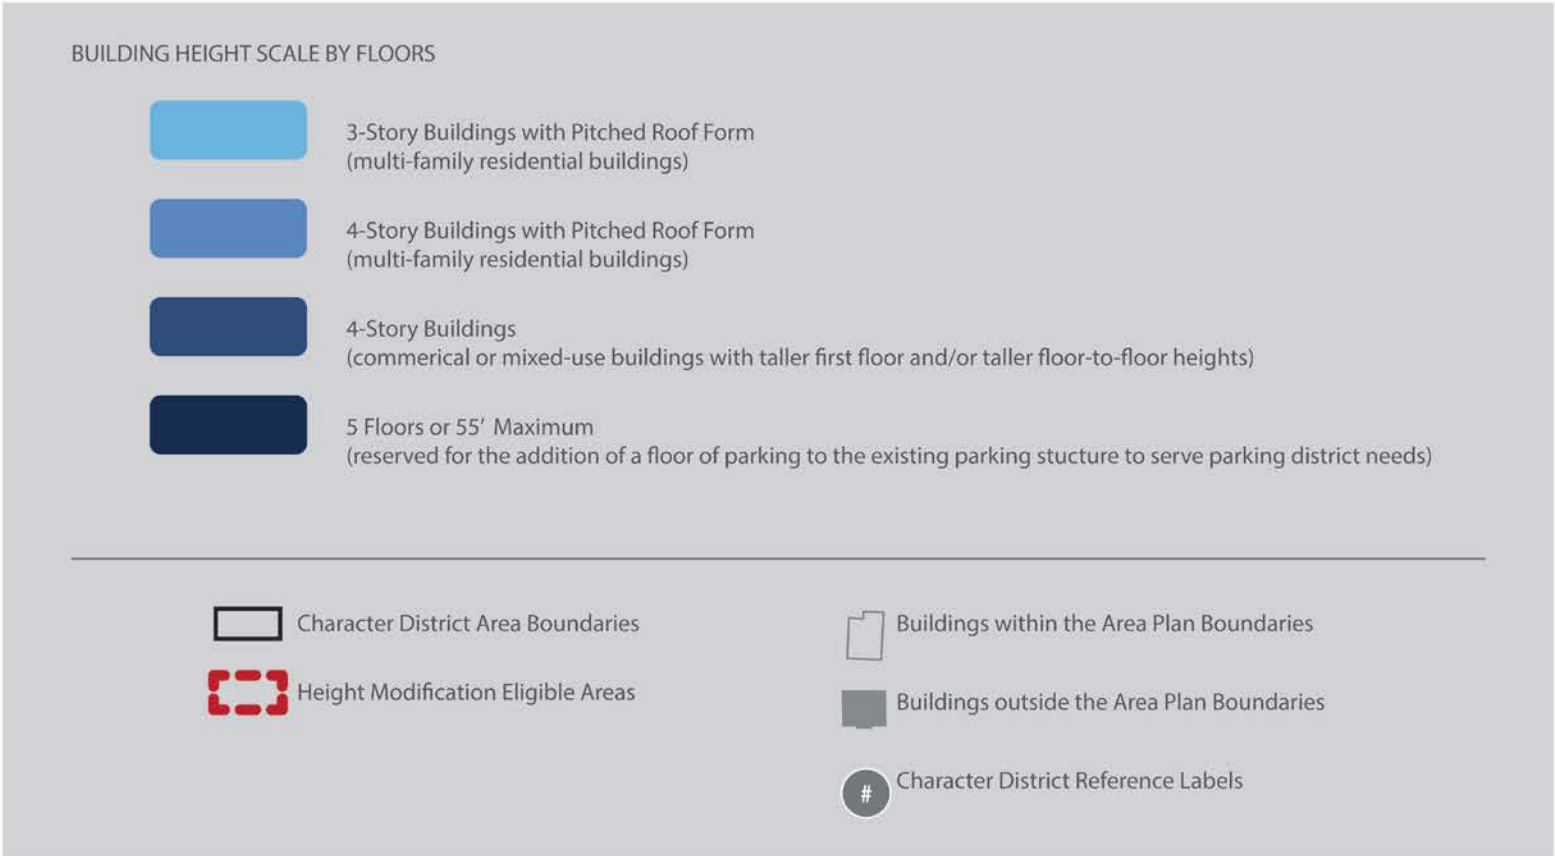 BUILDING HEIGHT SCALE BY FLOORS
3-Story Buildings with Pitched Roof Form
(multi-family residential buildings)
4-Story Buildings with Pitched Roof Form
(multi-family residential buildings)
4-Story Buildings
(commerical or mixed-use buildings with taller first floor and/or taller floor-to-floor heights)
5 Floors or 55' Maximum
(reserved for the addition of a floor of parking to the existing parking stucture to serve parking district needs)
Character District Area Boundaries
Height Modification Eligible Areas
Buildings within the Area Plan Boundaries
Buildings outside the Area Plan Boundaries
# Character District Reference Labels